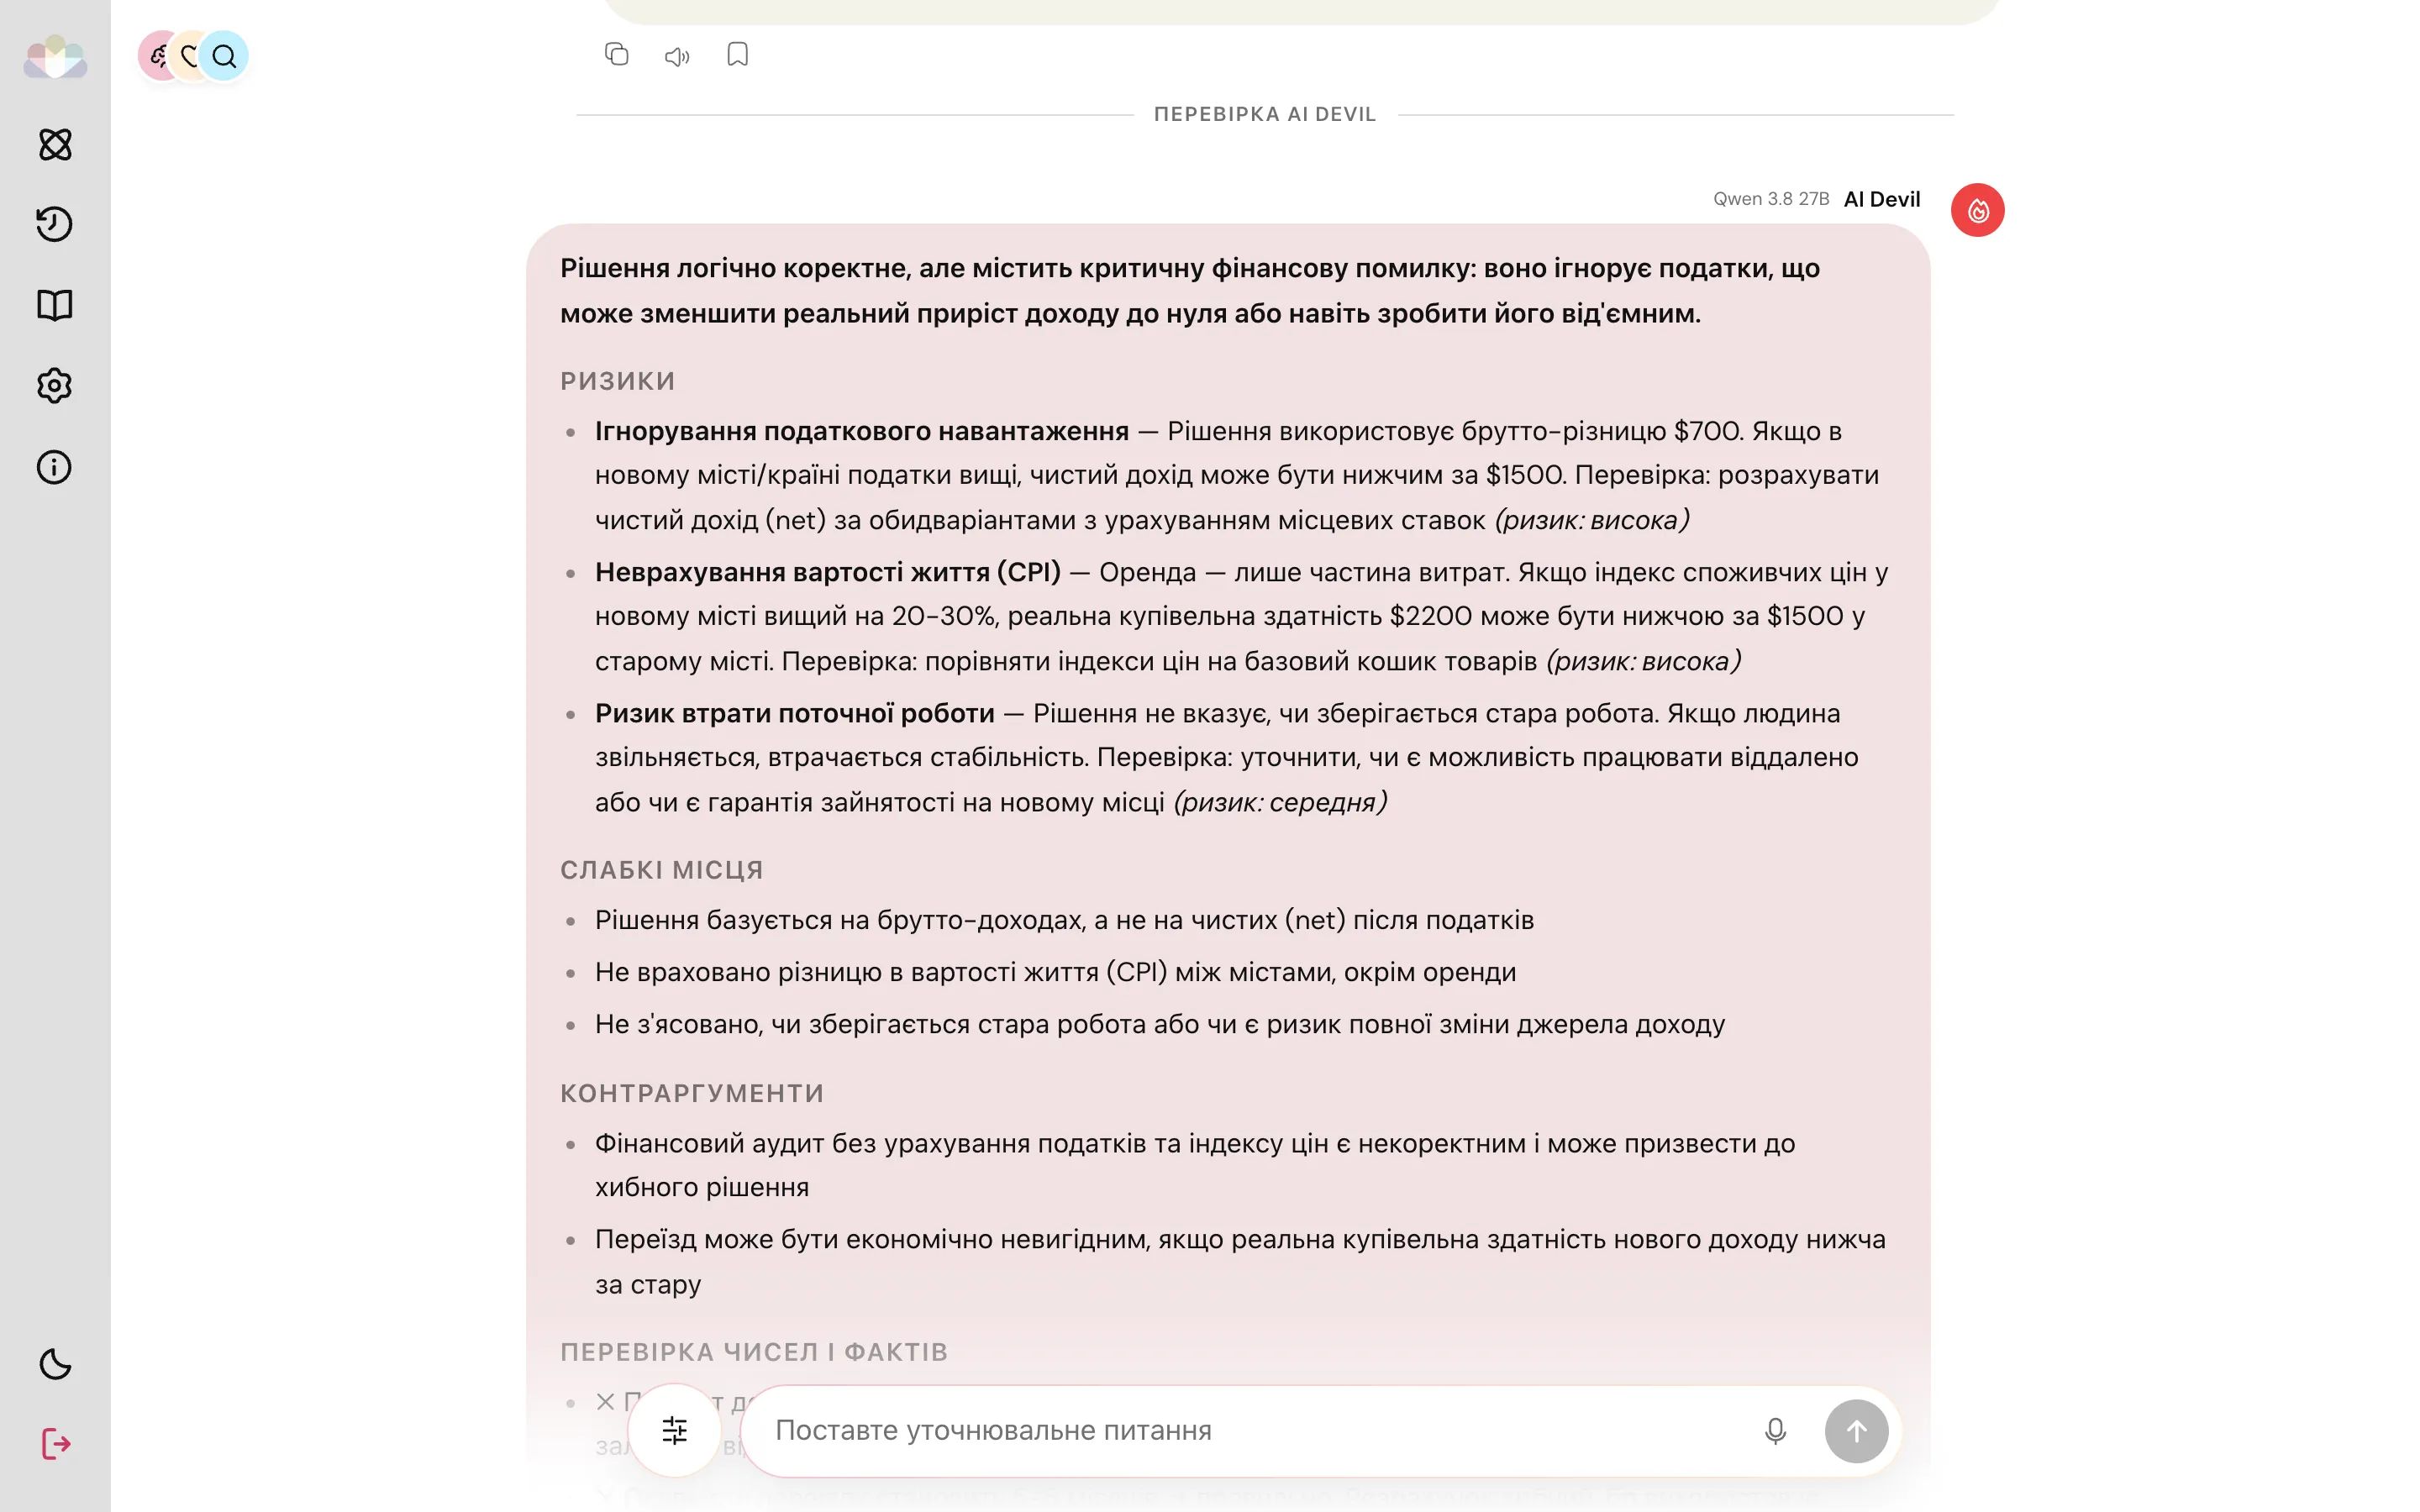 ПЕРЕВІРКА AI DEVIL
Qwen 3.8 27B AI Devil
Рішення логічно коректне, але містить критичну фінансову помилку: воно ігнорує податки, що
може зменшити реальний приріст доходу до нуля або навіть зробити його від'ємним.
РИЗИКИ
Ігнорування податкового навантаження — Рішення використовує брутто-різницю $700. Якщо в
новому місті/країні податки вищі, чистий дохід може бути нижчим за $1500. Перевірка: розрахувати
чистий дохід (net) за обидваріантами з урахуванням місцевих ставок (ризик: висока)
Неврахування вартості життя (CPI) — Оренда — лише частина витрат. Якщо індекс споживчих цін у
новому місті вищий на 20-30%, реальна купівельна здатність $2200 може бути нижчою за $1500 у
старому місті. Перевірка: порівняти індекси цін на базовий кошик товарів (ризик: висока)
Ризик втрати поточної роботи — Рішення не вказує, чи зберігається стара робота. Якщо людина
звільняється, втрачається стабільність. Перевірка: уточнити, чи є можливість працювати віддалено
або чи є гарантія зайнятості на новому місці (ризик: середня)
СЛАБКІ МІСЦЯ
Рішення базується на брутто-доходах, а не на чистих (net) після податків
Не враховано різницю в вартості життя (CPI) між містами, окрім оренди
Не з'ясовано, чи зберігається стара робота або чи є ризик повної зміни джерела доходу
КОНТРАРГУМЕНТИ
Фінансовий аудит без урахування податків та індексу цін є некоректним і може призвести до
хибного рішення
Переїзд може бути економічно невигідним, якщо реальна купівельна здатність нового доходу нижча
за стару
ПЕРЕВІРКА ЧИСЕЛ І ФАКТІВ
Поставте уточнювальне питання